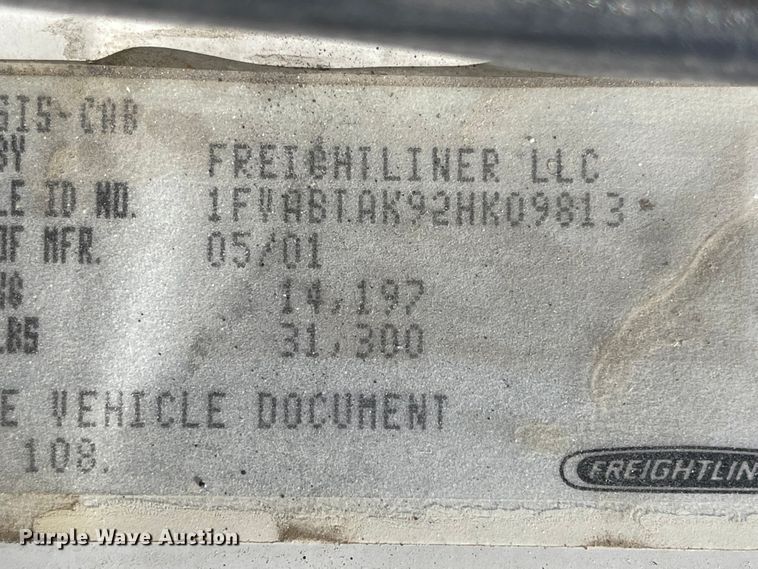 SIS-CAB
BY FREIGHTLINER LLC
LE ID NO. 1FVABTAK92HK09813
OF MFR. 05/01
NG 14,197
LBS 31,300
E VEHICLE DOCUMENT
108.
FREIGHTLIN
Purple Wave Auction